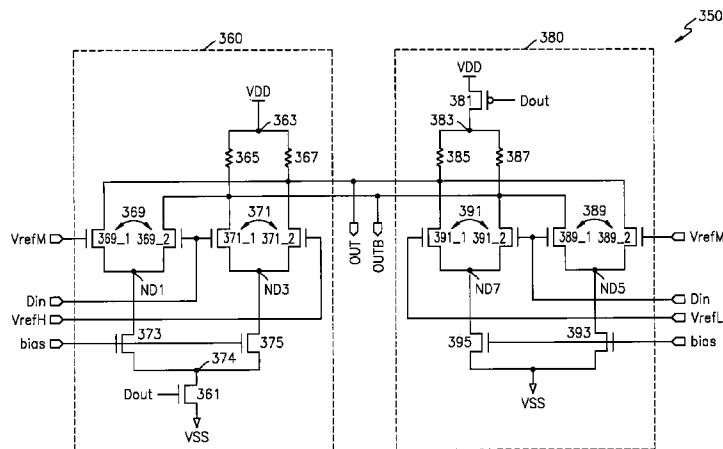 350
360
380
VDD
VDD
381
Dout
363
383
365
367
385
387
369
371
391
389
VrefM
369_1
369_2
371_1
371_2
OUT
OUTB
391_1
391_2
389_1
389_2
VrefM
ND1
ND3
ND7
ND5
Din
Din
VrefH
VrefL
bias
373
375
395
393
bias
374
Dout
361
VSS
VSS